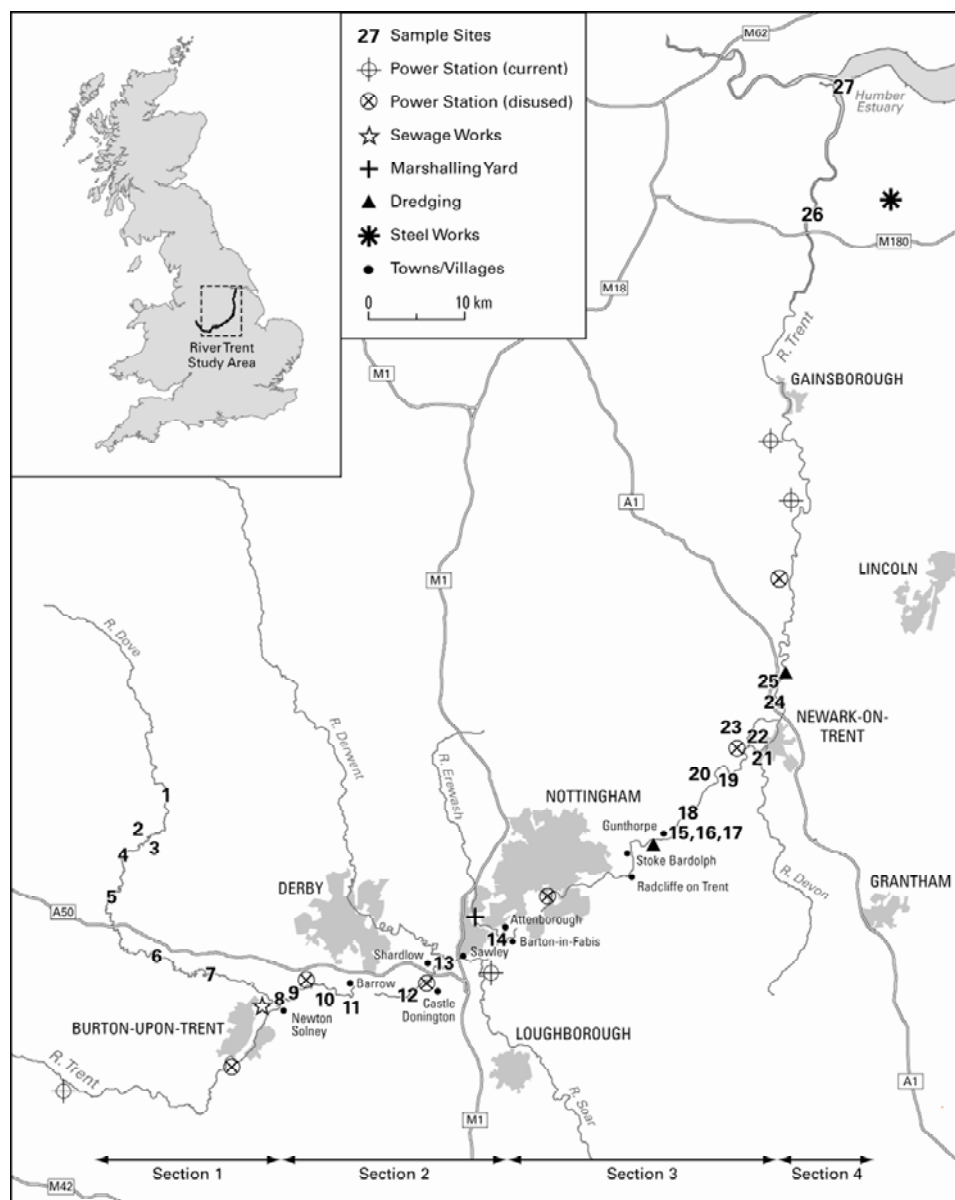 27 Sample Sites
Power Station (current)
Power Station (disused)
Sewage Works
Marshalling Yard
Dredging
Steel Works
Towns/Villages
0 10 km
River Trent
Study Area
M62
27
Humber
Estuary
26
M180
M18
R. Trent
M1
GAINSBOROUGH
A1
LINCOLN
M1
R. Dove
R. Derwent
25
24
NEWARK-ON-
TRENT
23
22
21
R. Erewash
20
19
1
NOTTINGHAM
18
2
3
Gunthorpe
15,16,17
4
Stoke Bardolph
DERBY
Radcliffe on Trent
R. Devon
GRANTHAM
5
A50
Attenborough
14
Barton-in-Fabis
6
Shardlow
13
Sawley
7
Barrow
12
Castle
Donington
8
9
10
11
Newton
Solney
BURTON-UPON-TRENT
LOUGHBOROUGH
R. Trent
R. Soar
A1
M1
Section 1
Section 2
Section 3
Section 4
M42